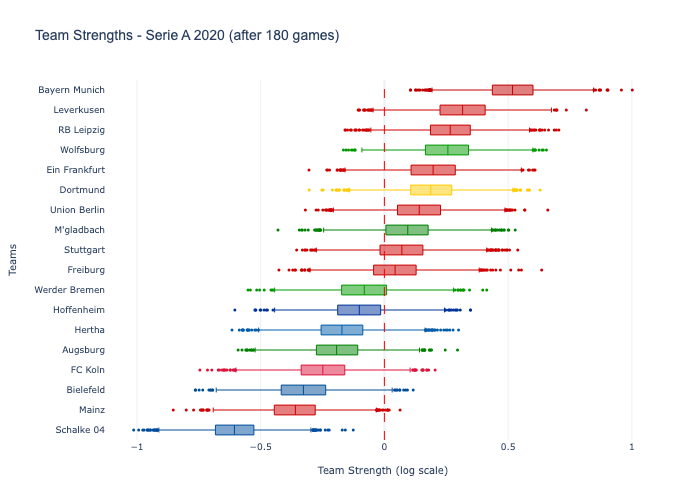 Team Strengths - Serie A 2020 (after 180 games)
Bayern Munich
Leverkusen
RB Leipzig
Wolfsburg
Ein Frankfurt
Dortmund
Union Berlin
M'gladbach
Stuttgart
Freiburg
Werder Bremen
Hoffenheim
Hertha
Augsburg
FC Koln
Bielefeld
Mainz
Schalke 04
Teams
−1 −0.5 0 0.5 1
Team Strength (log scale)